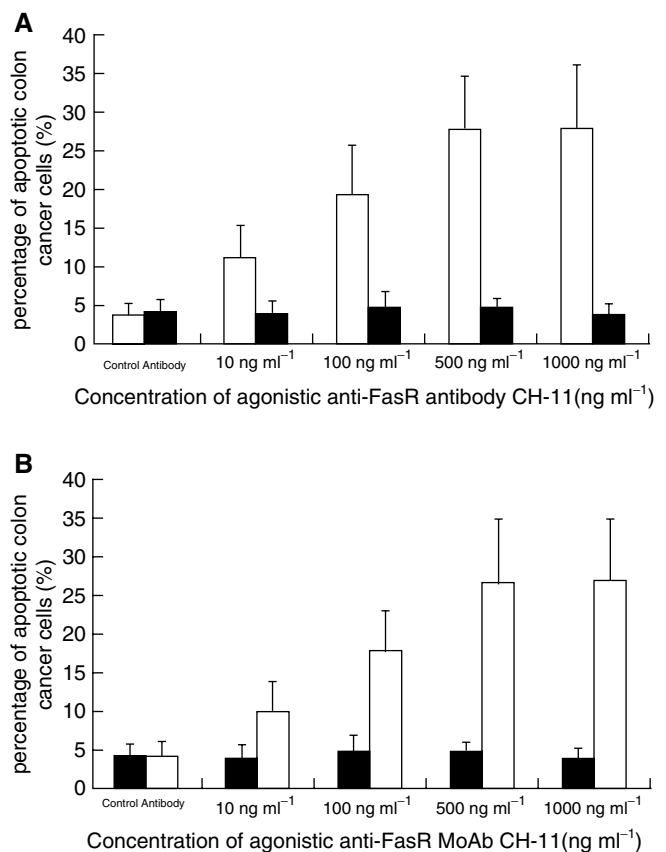 A
percentage of apoptotic colon
cancer cells (%)
40
35
30
25
20
15
10
5
0
Control Antibody
10 ng ml⁻¹
100 ng ml⁻¹
500 ng ml⁻¹
1000 ng ml⁻¹
Concentration of agonistic anti-FasR antibody CH-11(ng ml⁻¹)
B
percentage of apoptotic colon
cancer cells (%)
40
35
30
25
20
15
10
5
0
Control Antibody
10 ng ml⁻¹
100 ng ml⁻¹
500 ng ml⁻¹
1000 ng ml⁻¹
Concentration of agonistic anti-FasR MoAb CH-11(ng ml⁻¹)